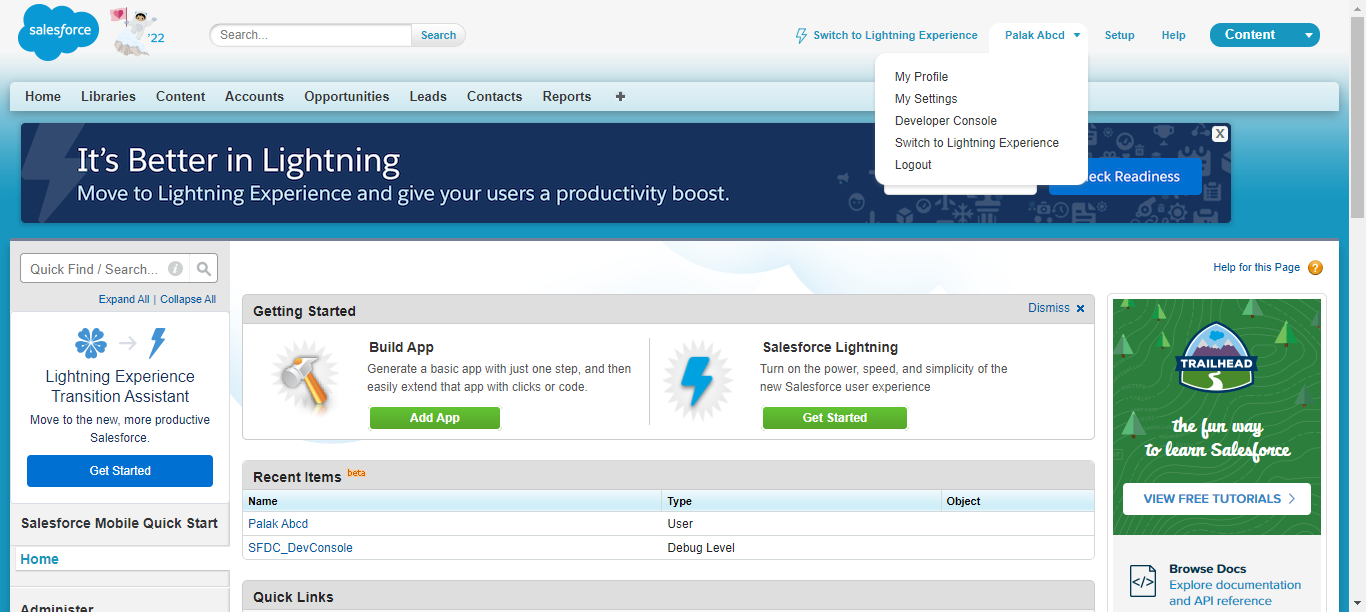 salesforce
'22
Search...
Search
Switch to Lightning Experience
Palak Abcd
Setup
Help
Content
My Profile
My Settings
Developer Console
Switch to Lightning Experience
Logout
Home Libraries Content Accounts Opportunities Leads Contacts Reports +
It's Better in Lightning
Move to Lightning Experience and give your users a productivity boost.
eck Readiness
X
Quick Find / Search...
Expand All | Collapse All
Lightning Experience
Transition Assistant
Move to the new, more productive
Salesforce.
Get Started
Salesforce Mobile Quick Start
Home
Administer
Help for this Page
Getting Started
Dismiss
Build App
Generate a basic app with just one step, and then
easily extend that app with clicks or code.
Add App
Salesforce Lightning
Turn on the power, speed, and simplicity of the
new Salesforce user experience
Get Started
Recent Items beta
Name Type Object
Palak Abcd User
SFDC_DevConsole Debug Level
Quick Links
TRAILHEAD
the fun way
to learn Salesforce
VIEW FREE TUTORIALS
Browse Docs
Explore documentation
and API reference